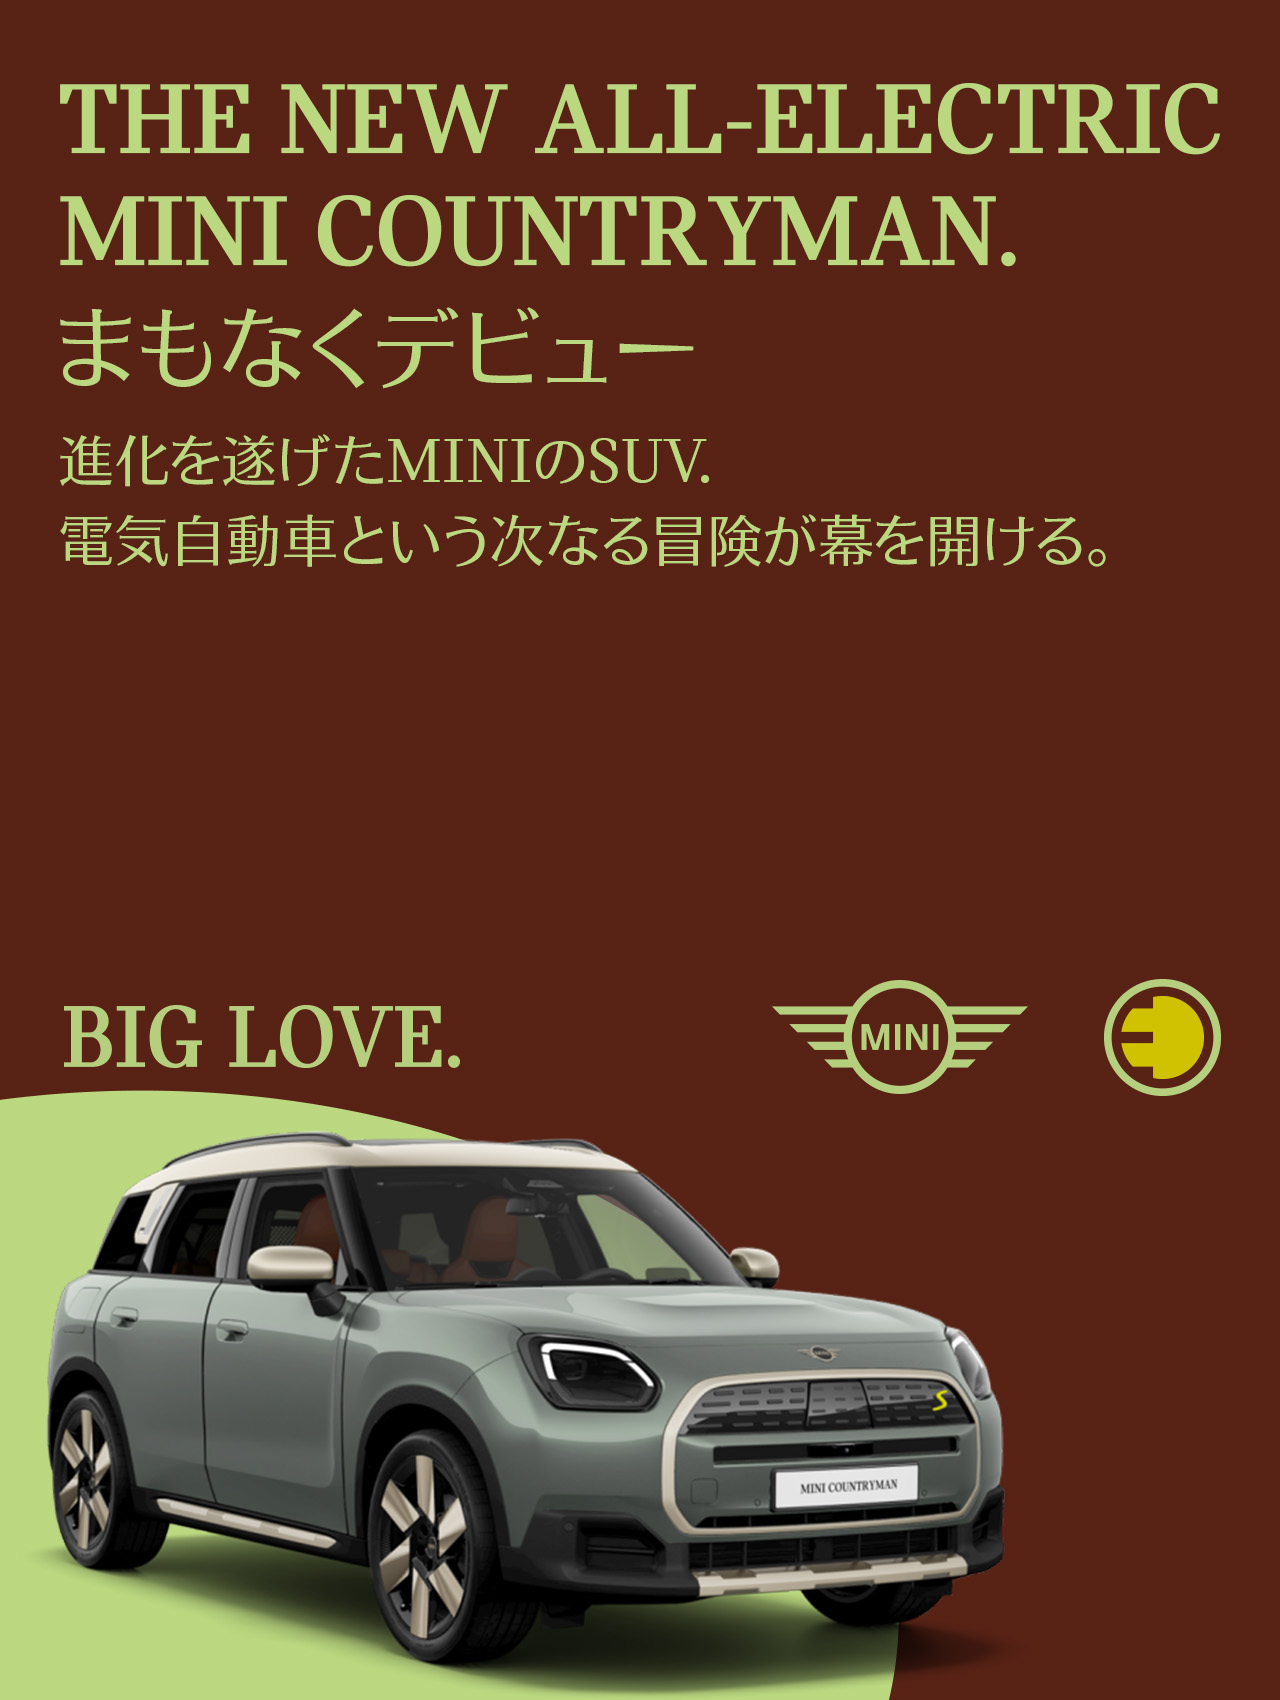 THE NEW ALL-ELECTRIC
MINI COUNTRYMAN.
まもなくデビュー
進化を遂げたMINIのSUV.
電気自動車という次なる冒険が幕を開ける。
BIG LOVE.
MINI
MINI COUNTRYMAN